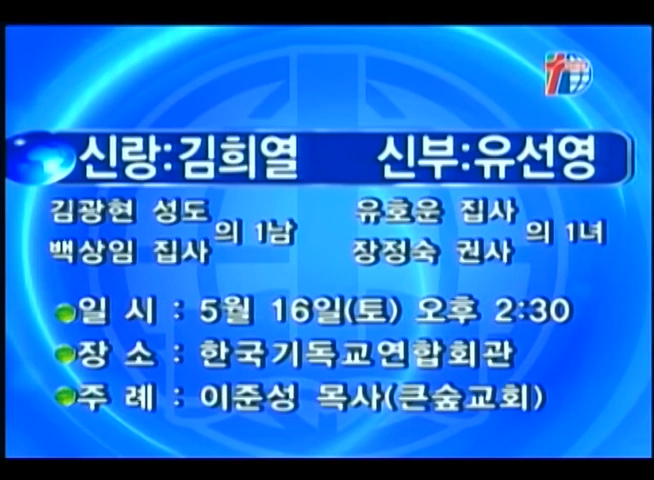 신랑:김희열 신부:유선영
김광현 성도 유호운 집사
의 1남 의 1녀
백상임 집사 장정숙 권사
일 시 : 5월 16일(토) 오후 2:30
장 소 : 한국기독교연합회관
주 례 : 이준성 목사(큰숲교회)